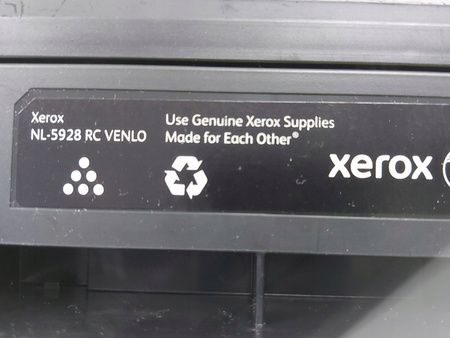 Xerox
NL-5928 RC VENLO
Use Genuine Xerox Supplies
Made for Each Other®
xerox